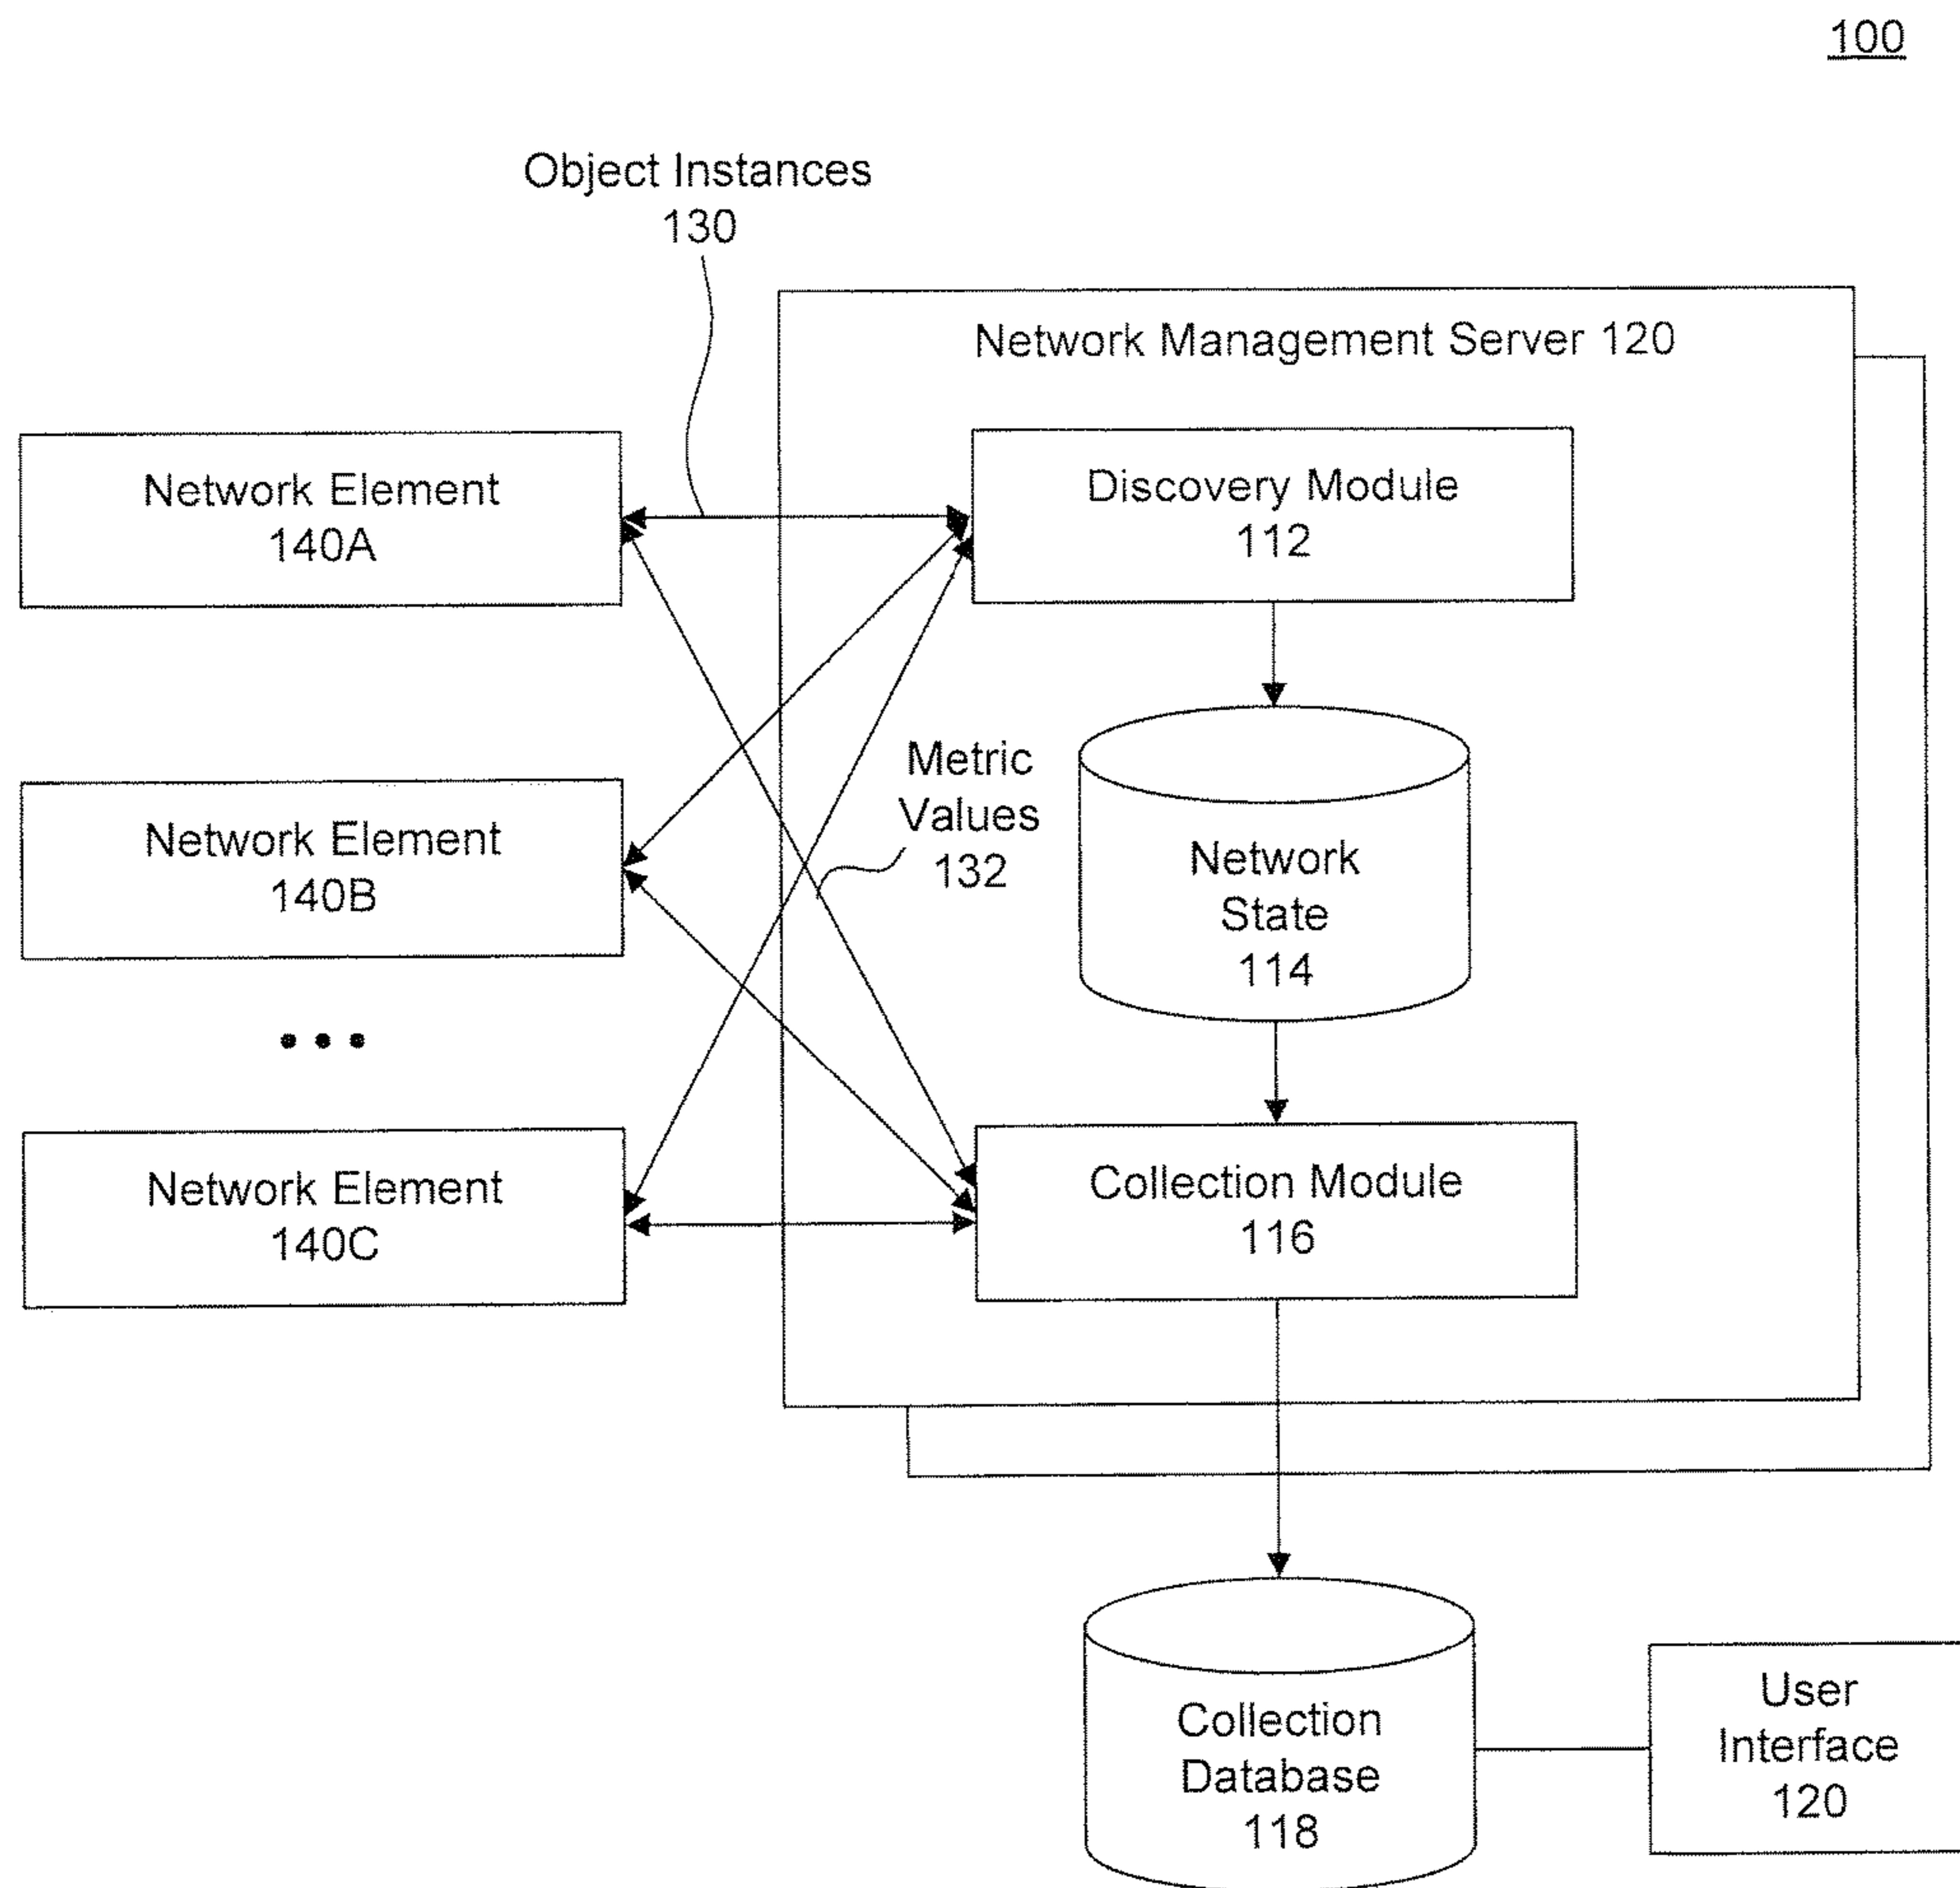 100
Object Instances
130
Network Management Server 120
Network Element
140A
Discovery Module
112
Metric
Values
132
Network Element
140B
Network
State
114
Network Element
140C
Collection Module
116
Collection
Database
118
User
Interface
120